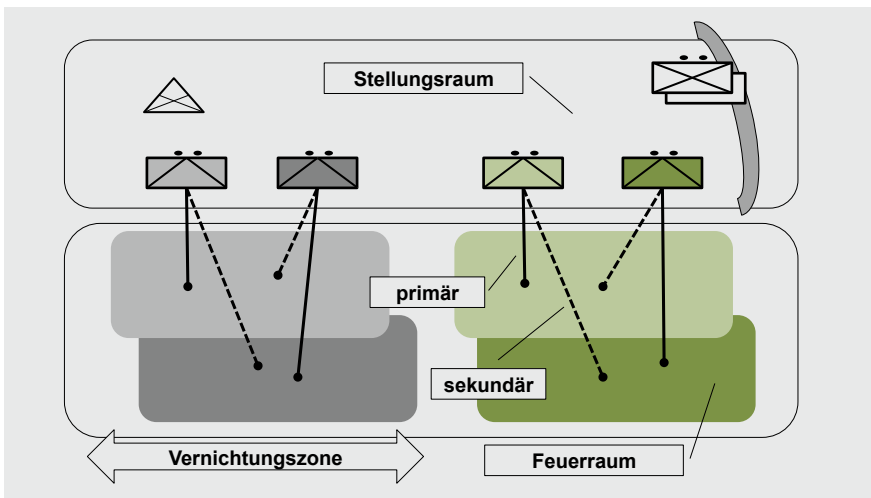 Stellungsraum
primär
sekundär
Vernichtungszone
Feuerraum